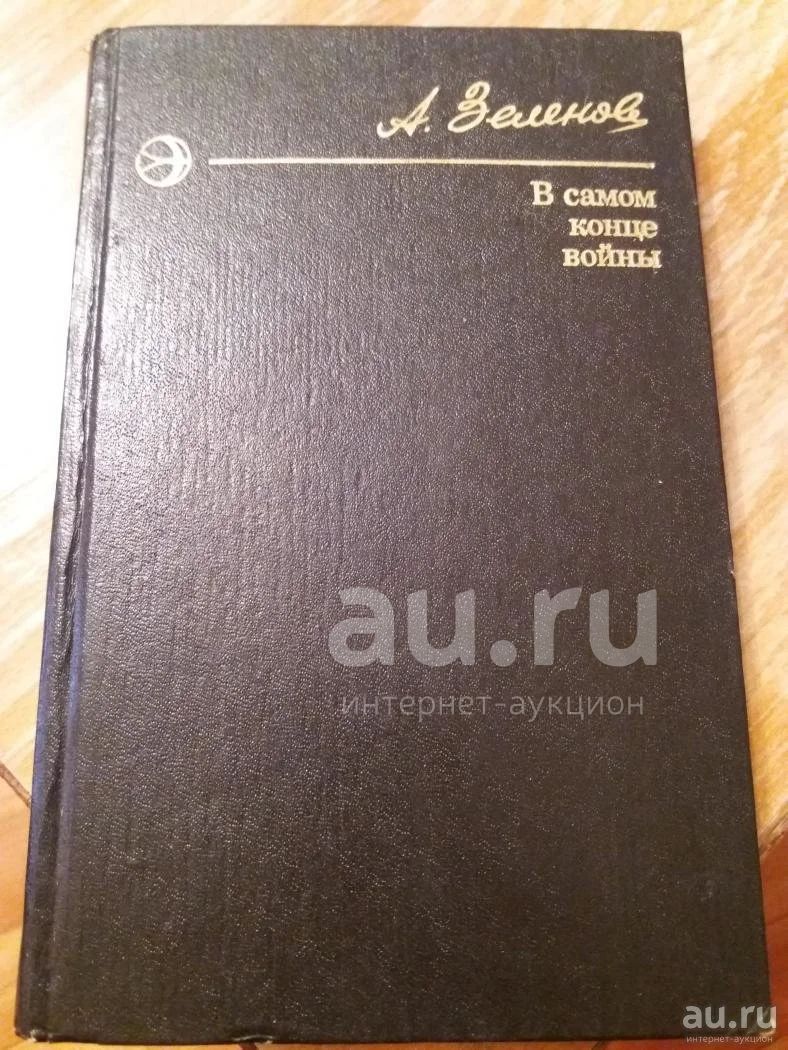 А. Зеленов
В самом
конце
войны
au.ru
интернет-аукцион
au.ru
интернет-аукцион